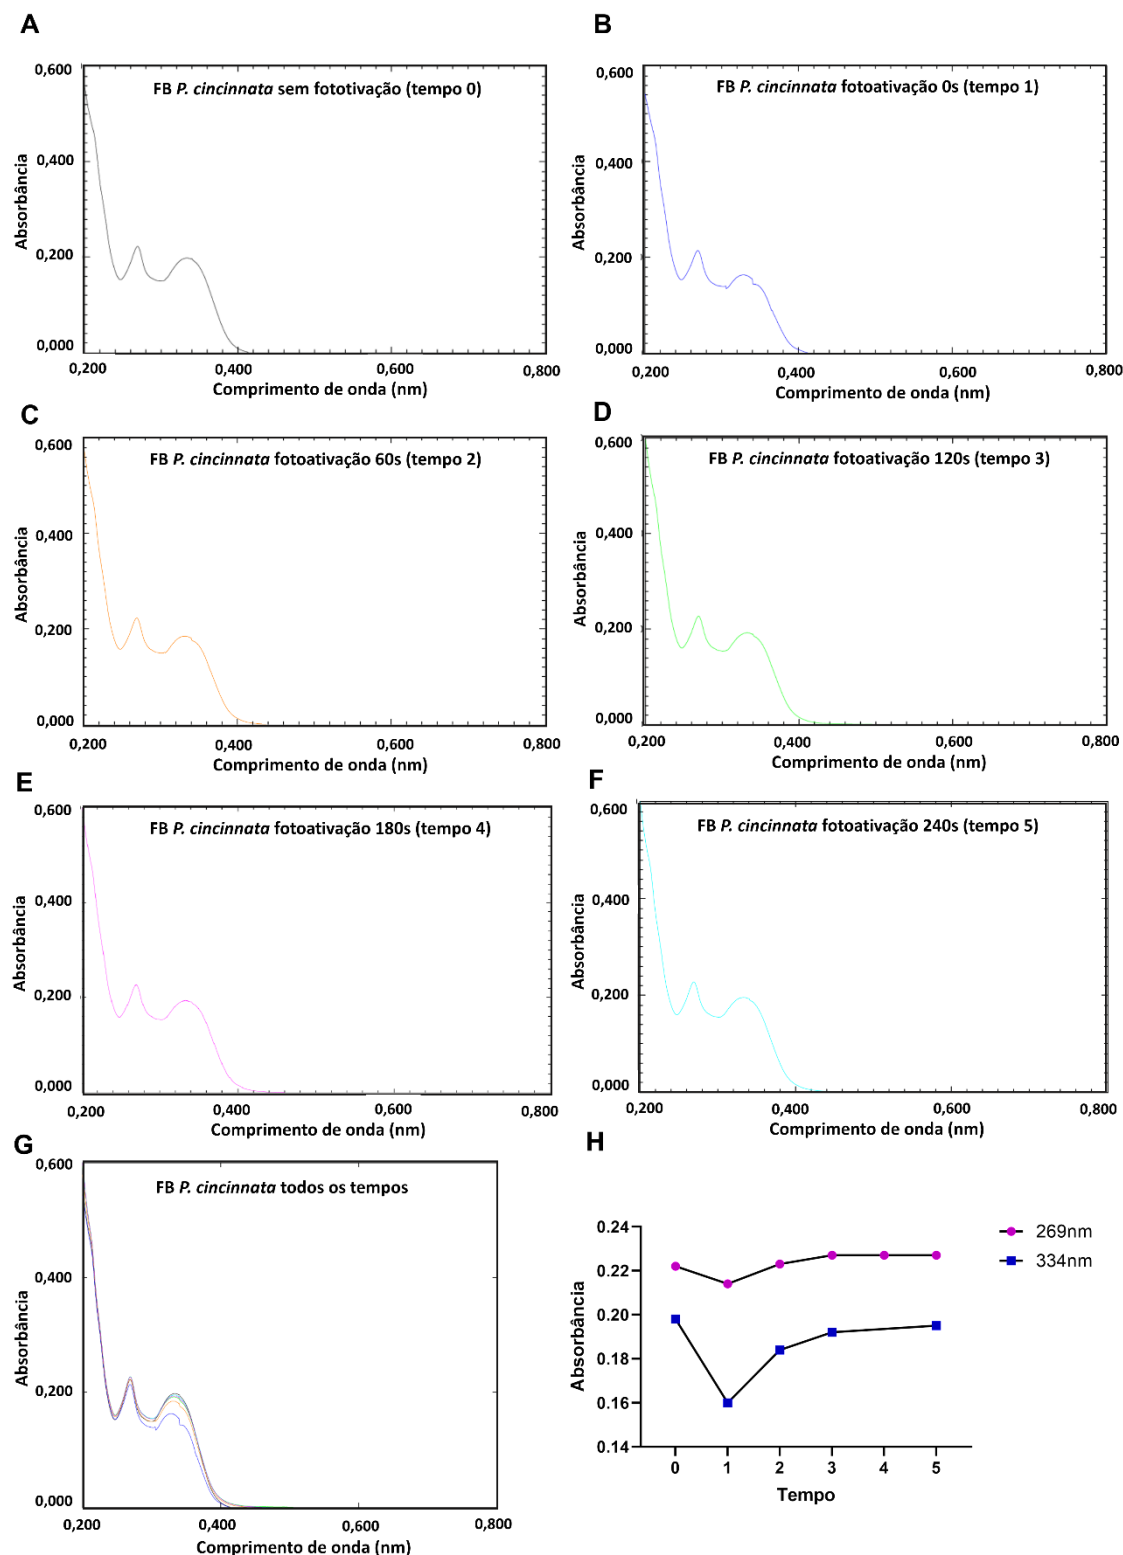 A
FB P. cincinnata sem fototivação (tempo 0)
0,600
0,400
0,200
0,000
Absorbância
0,200
0,400
0,600
0,800
Comprimento de onda (nm)
B
FB P. cincinnata fotoativação 0s (tempo 1)
0,600
0,400
0,200
0,000
Absorbância
0,200
0,400
0,600
0,800
Comprimento de onda (nm)
C
FB P. cincinnata fotoativação 60s (tempo 2)
0,600
0,400
0,200
0,000
Absorbância
0,200
0,400
0,600
0,800
Comprimento de onda (nm)
D
FB P. cincinnata fotoativação 120s (tempo 3)
0,600
0,400
0,200
0,000
Absorbância
0,200
0,400
0,600
0,800
Comprimento de onda (nm)
E
FB P. cincinnata fotoativação 180s (tempo 4)
0,600
0,400
0,200
0,000
Absorbância
0,200
0,400
0,600
0,800
Comprimento de onda (nm)
F
FB P. cincinnata fotoativação 240s (tempo 5)
0,600
0,400
0,200
0,000
Absorbância
0,200
0,400
0,600
0,800
Comprimento de onda (nm)
G
FB P. cincinnata todos os tempos
0,600
0,400
0,200
0,000
Absorbância
0,200
0,400
0,600
0,800
Comprimento de onda (nm)
H
269nm
334nm
0.24
0.22
0.20
0.18
0.16
0.14
Absorbância
0
1
2
3
4
5
Tempo